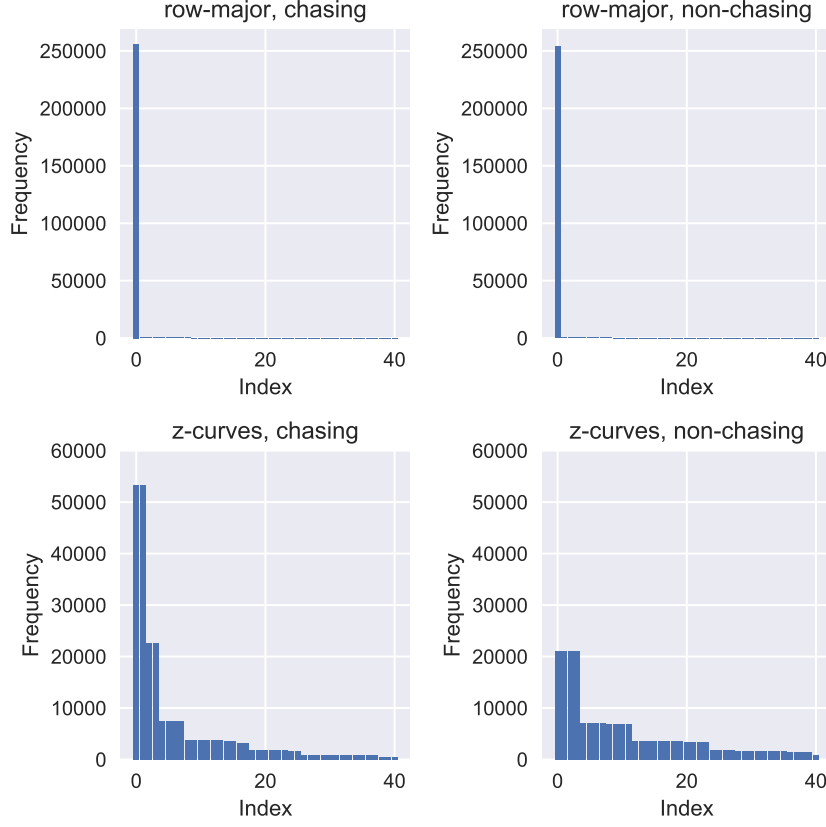 row-major, chasing
250000
200000
150000
100000
50000
0
Frequency
0 20 40
Index
row-major, non-chasing
250000
200000
150000
100000
50000
0
Frequency
0 20 40
Index
z-curves, chasing
60000
50000
40000
30000
20000
10000
0
Frequency
0 20 40
Index
z-curves, non-chasing
60000
50000
40000
30000
20000
10000
0
Frequency
0 20 40
Index